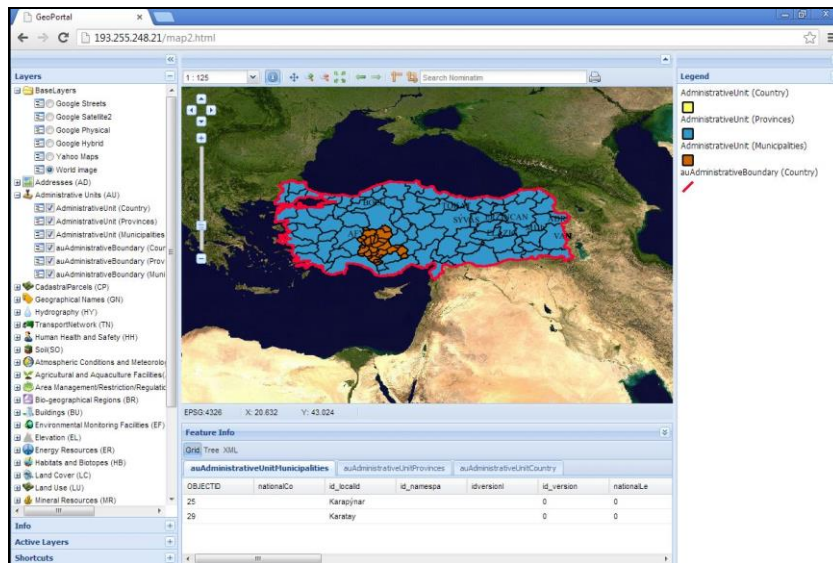 GeoPortal
193.255.248.21/map2.html
Layers
BaseLayers
Google Streets
Google Satellite2
Google Physical
Google Hybrid
Yahoo Maps
World image
Addresses (AD)
Administrative Units (AU)
AdministrativeUnit (Country)
AdministrativeUnit (Provinces)
AdministrativeUnit (Municipalities
auAdministrativeBoundary (Cour
auAdministrativeBoundary (Prov
auAdministrativeBoundary (Muni
CadastralParcels (CP)
Geographical Names (GN)
Hydrography (HY)
TransportNetwork (TN)
Human Health and Safety (HH)
Soil(SO)
Atmospheric Conditions and Meteorolo
Agricultural and Aquaculture Facilities(
Area Management/Restriction/Regulatio
Bio-geographical Regions (BR)
Buildings (BU)
Environmental Monitoring Facilities (EF)
Elevation (EL)
Energy Resources (ER)
Habitats and Biotopes (HB)
Land Cover (LC)
Land Use (LU)
Mineral Resources (MR)
Info
Active Layers
Shortcuts
1 : 125
Search Nominatim
SYVAS
VAN
EPSG:4326 X: 20.632 Y: 43.024
Feature Info
Grid Tree XML
auAdministrativeUnitMunicipalities auAdministrativeUnitProvinces auAdministrativeUnitCountry
OBJECTID nationalCo id_localId id_namespa idversionI id_version nationalLe
25 Karapýnar 0 0
29 Karatay 0 0
Legend
AdministrativeUnit (Country)
AdministrativeUnit (Provinces)
AdministrativeUnit (Municipalities)
auAdministrativeBoundary (Country)